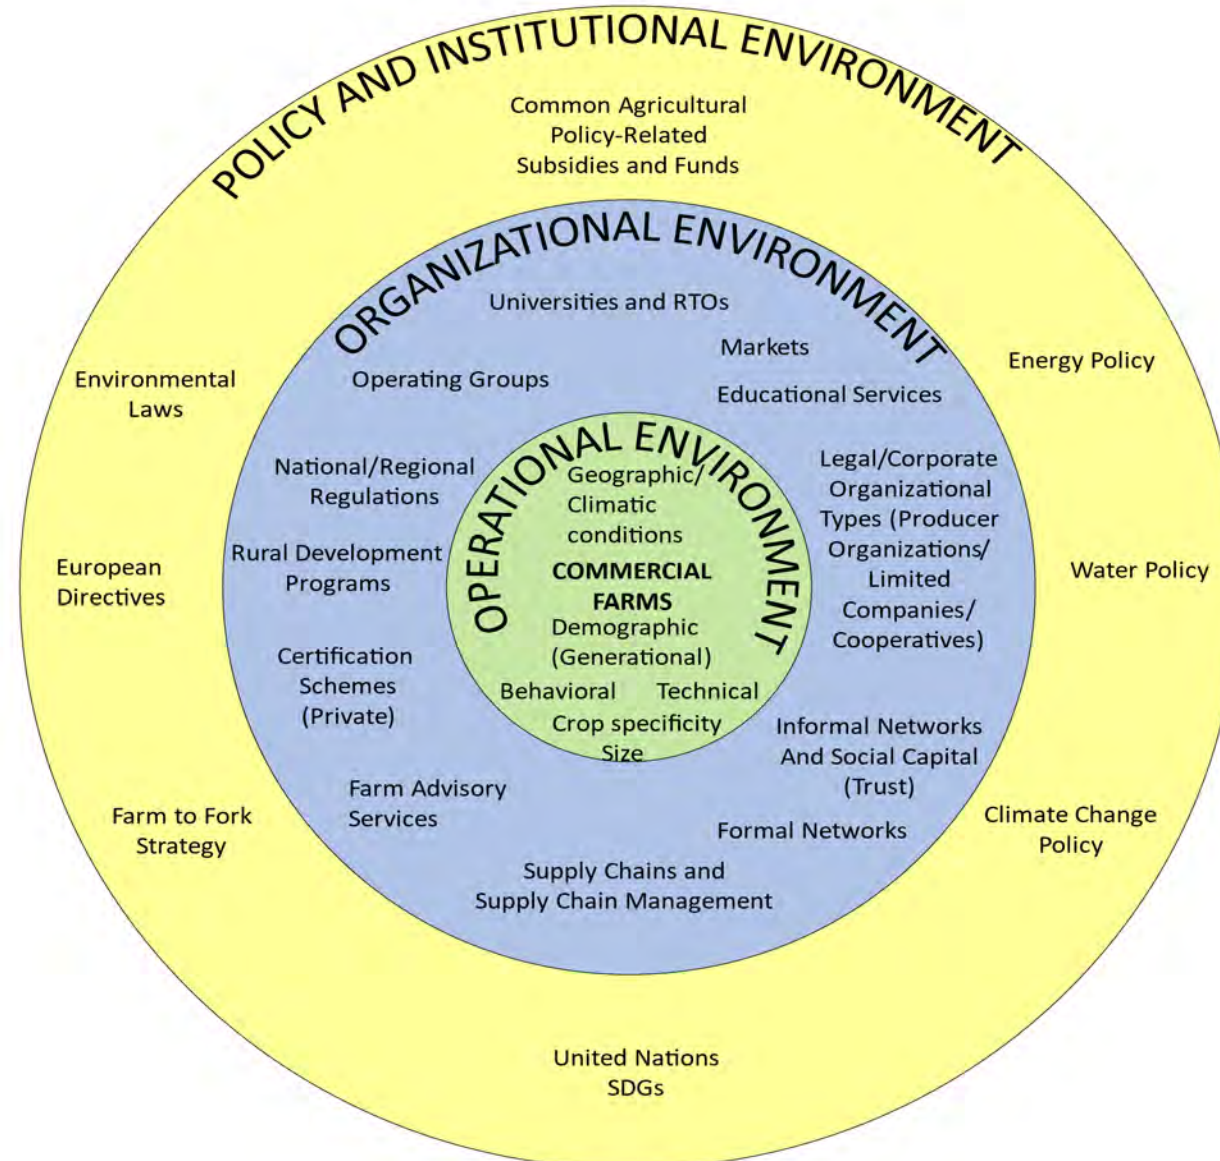 POLICY AND INSTITUTIONAL ENVIRONMENT
Common Agricultural
Policy-Related
Subsidies and Funds
Environmental
Laws
European
Directives
Farm to Fork
Strategy
United Nations
SDGs
Energy Policy
Water Policy
Climate Change
Policy
ORGANIZATIONAL ENVIRONMENT
Universities and RTOs
Markets
Operating Groups
Educational Services
National/Regional
Regulations
Rural Development
Programs
Certification
Schemes
(Private)
Farm Advisory
Services
Supply Chains and
Supply Chain Management
Legal/Corporate
Organizational
Types (Producer
Organizations/
Limited
Companies/
Cooperatives)
Informal Networks
And Social Capital
(Trust)
Formal Networks
OPERATIONAL ENVIRONMENT
Geographic/
Climatic
conditions
COMMERCIAL
FARMS
Demographic
(Generational)
Behavioral Technical
Crop specificity
Size